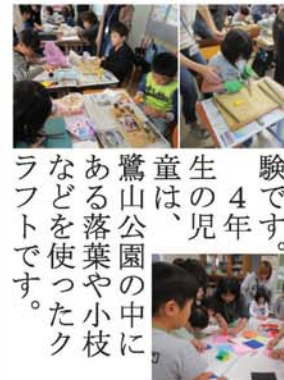 験です。
４年
生の児
童は、
鷺山公園の中に
ある落葉や小枝
などを使ったク
ラフトです。